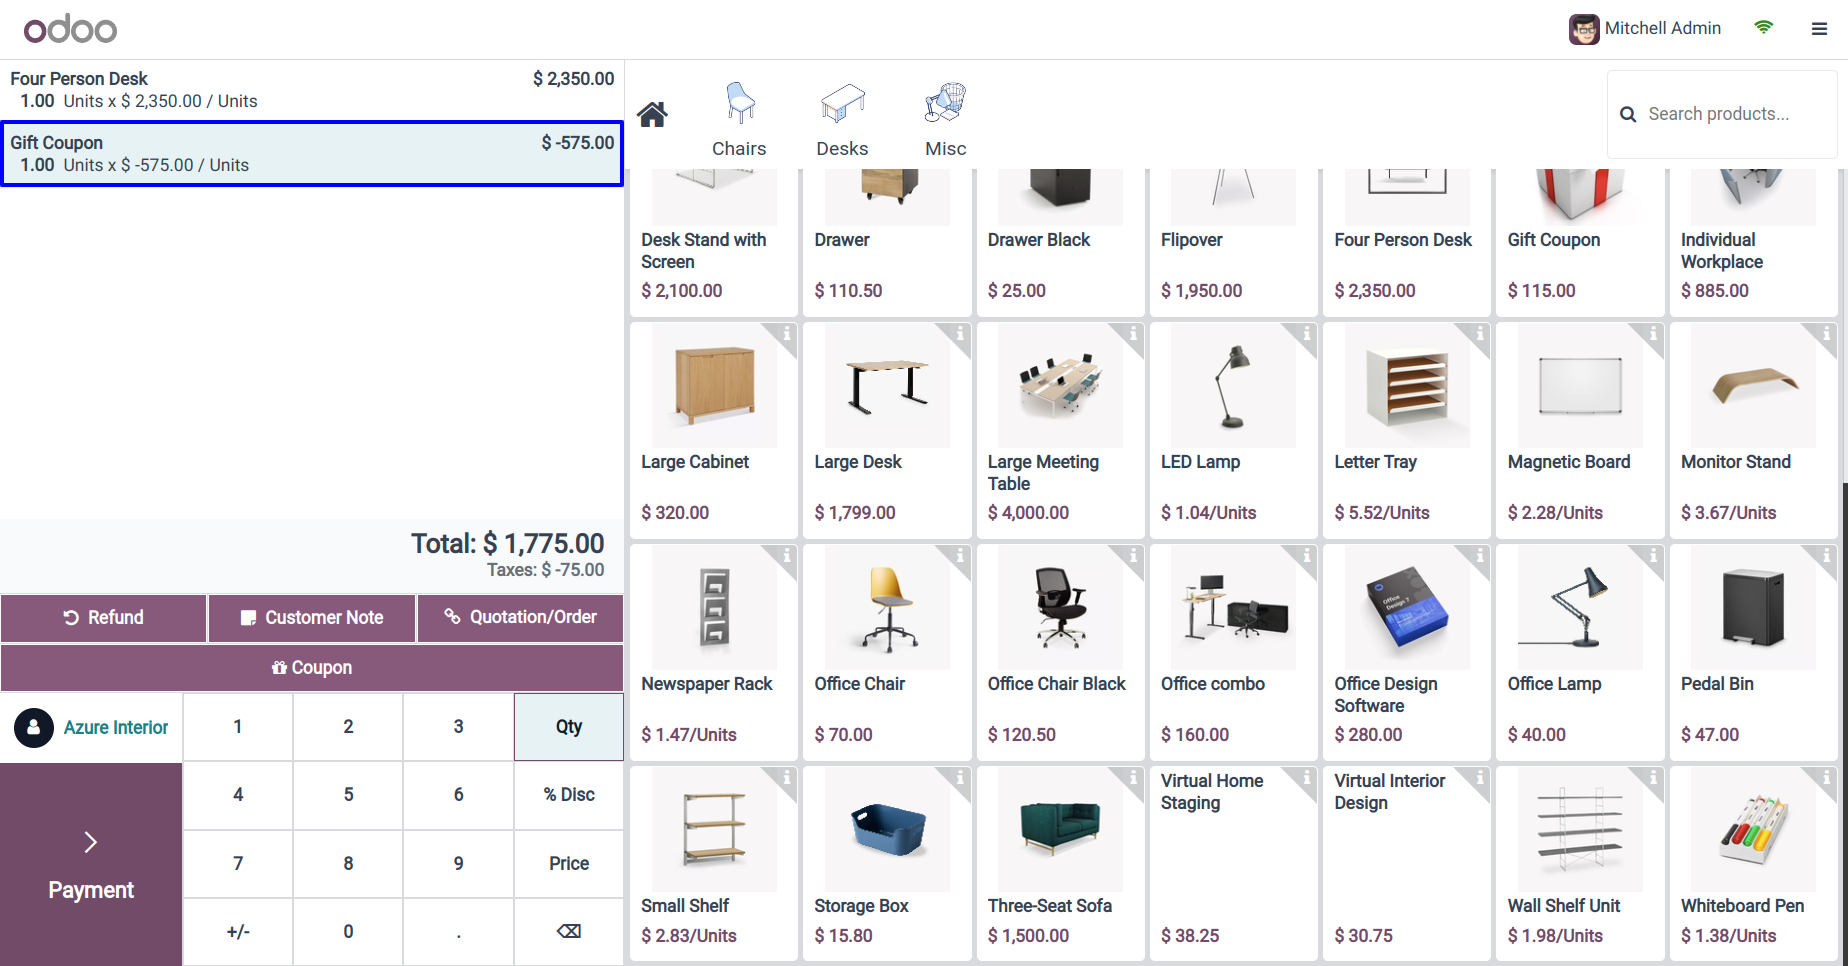 odoo
Mitchell Admin
Four Person Desk $ 2,350.00
1.00 Units x $ 2,350.00 / Units
Gift Coupon $ -575.00
1.00 Units x $ -575.00 / Units
Total: $ 1,775.00
Taxes: $ -75.00
Refund
Customer Note
Quotation/Order
Coupon
Azure Interior
1 2 3 Qty
4 5 6 % Disc
7 8 9 Price
+/- 0 .
Payment
Chairs
Desks
Misc
Search products...
Desk Stand with
Screen
$ 2,100.00
Drawer
$ 110.50
Drawer Black
$ 25.00
Flipover
$ 1,950.00
Four Person Desk
$ 2,350.00
Gift Coupon
$ 115.00
Individual
Workplace
$ 885.00
Large Cabinet
$ 320.00
Large Desk
$ 1,799.00
Large Meeting
Table
$ 4,000.00
LED Lamp
$ 1.04/Units
Letter Tray
$ 5.52/Units
Magnetic Board
$ 2.28/Units
Monitor Stand
$ 3.67/Units
Newspaper Rack
$ 1.47/Units
Office Chair
$ 70.00
Office Chair Black
$ 120.50
Office combo
$ 160.00
Office
Design 7
Office Design
Software
$ 280.00
Office Lamp
$ 40.00
Pedal Bin
$ 47.00
Small Shelf
$ 2.83/Units
Storage Box
$ 15.80
Three-Seat Sofa
$ 1,500.00
Virtual Home
Staging
$ 38.25
Virtual Interior
Design
$ 30.75
Wall Shelf Unit
$ 1.98/Units
Whiteboard Pen
$ 1.38/Units